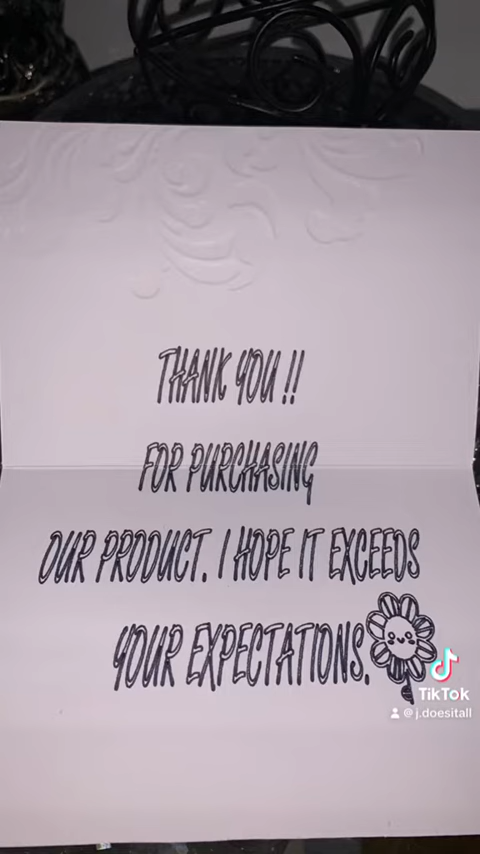 THANK YOU !!
FOR PURCHASING
OUR PRODUCT. I HOPE IT EXCEEDS
YOUR EXPECTATIONS.
TikTok
@j.doesitall